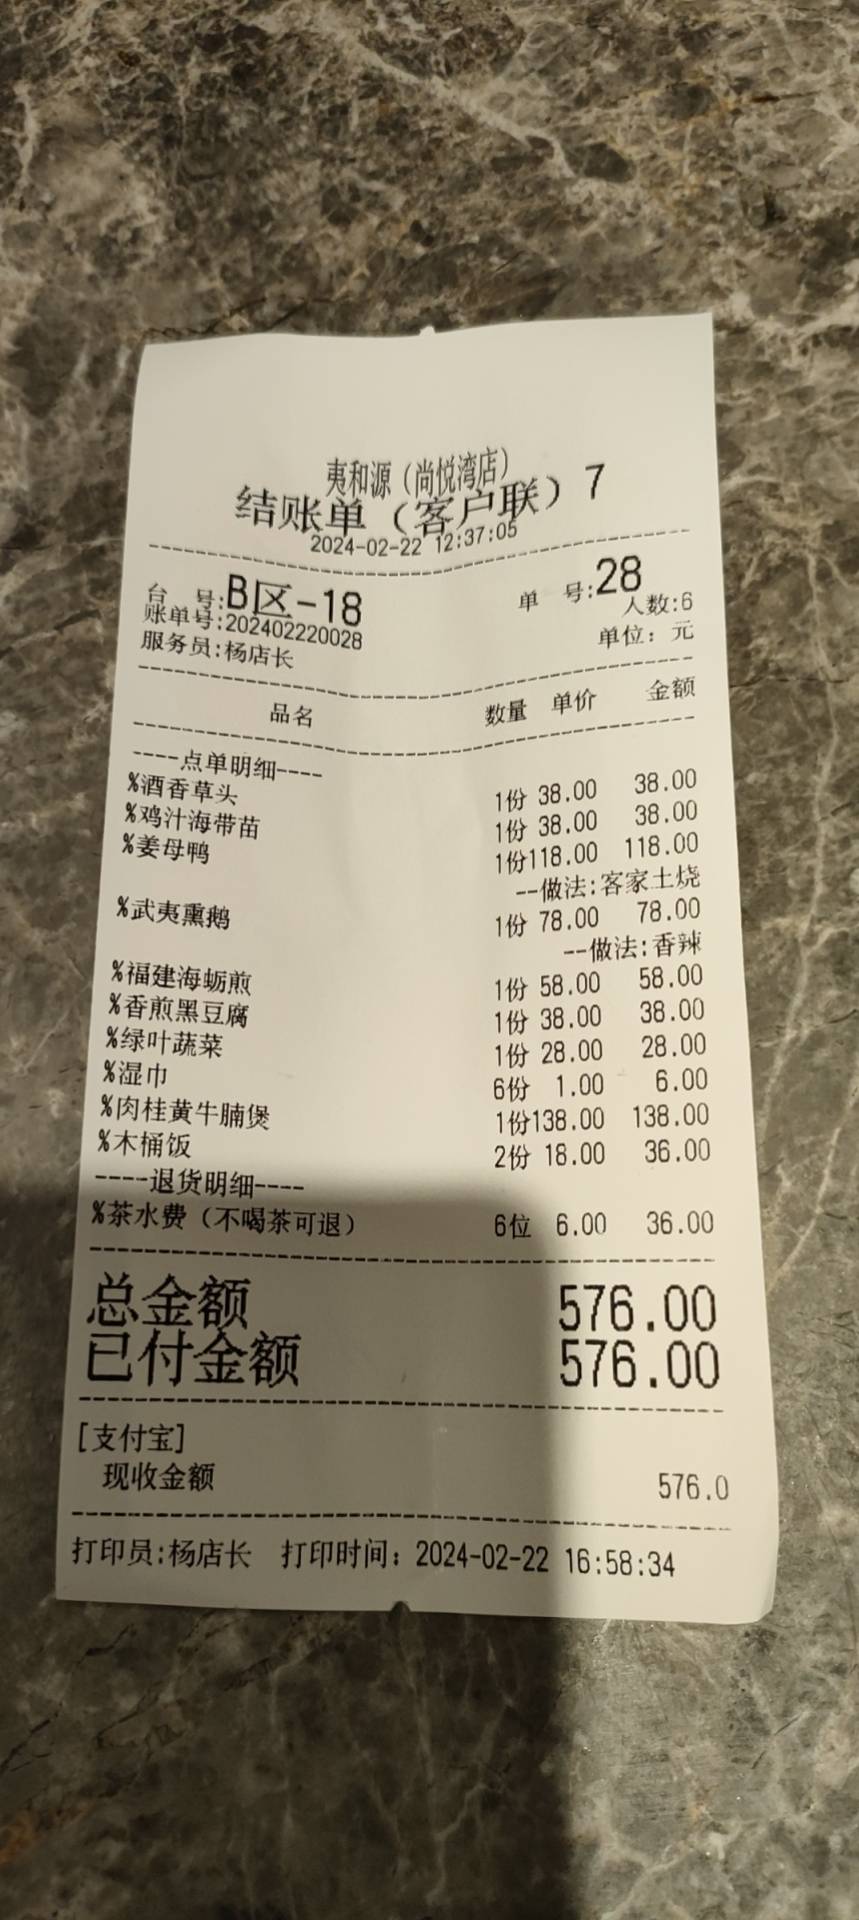 夷和源（尚悦湾店）
结账单（客户联）7
2024-02-22 12:37:05
台 号:B区-18 单 号:28
账单号:202402220028 人数:6
服务员:杨店长 单位：元
品名 数量 单价 金额
----点单明细----
%酒香草头 1份 38.00 38.00
%鸡汁海带苗 1份 38.00 38.00
%姜母鸭 1份118.00 118.00
--做法:客家土烧
%武夷熏鹅 1份 78.00 78.00
--做法:香辣
%福建海蛎煎 1份 58.00 58.00
%香煎黑豆腐 1份 38.00 38.00
%绿叶蔬菜 1份 28.00 28.00
%湿巾 6份 1.00 6.00
%肉桂黄牛腩煲 1份138.00 138.00
%木桶饭 2份 18.00 36.00
----退货明细----
%茶水费（不喝茶可退） 6位 6.00 36.00
总金额 576.00
已付金额 576.00
[支付宝]
现收金额 576.0
打印员:杨店长 打印时间：2024-02-22 16:58:34